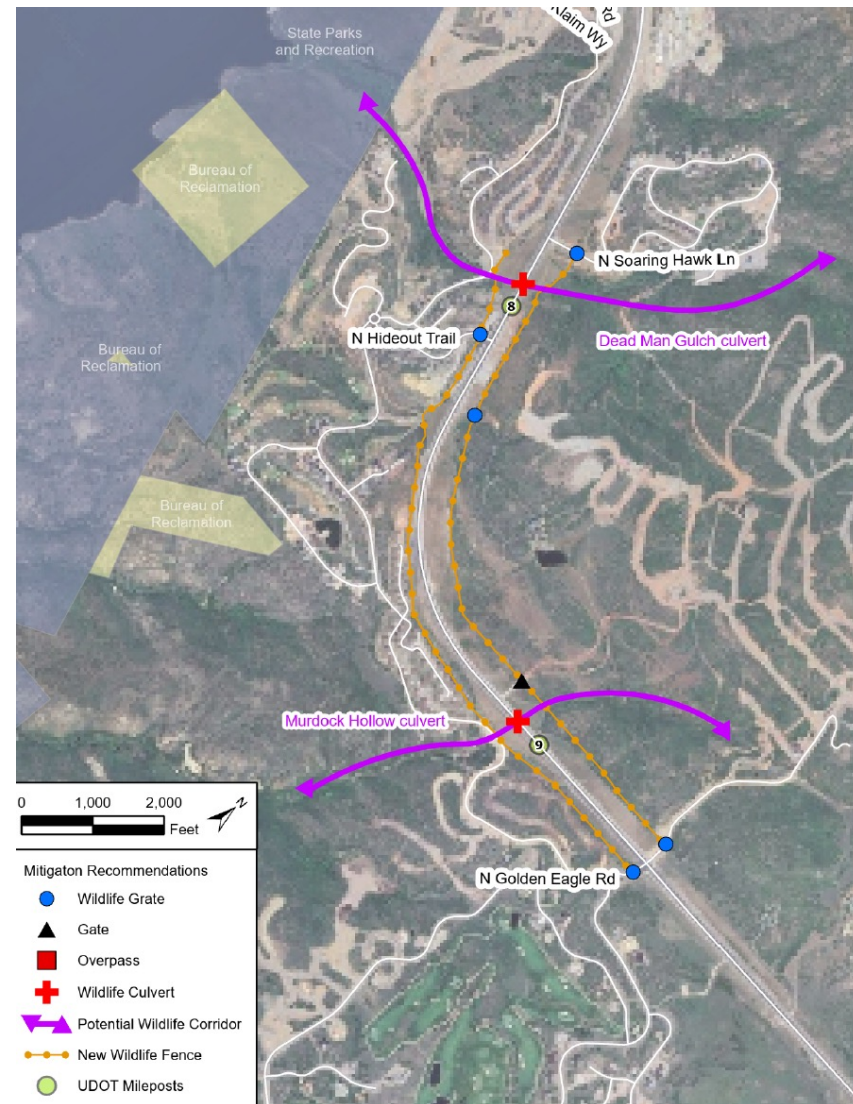 State Parks
and Recreation
Klaim Wy
Rd
Bureau of
Reclamation
N Soaring Hawk Ln
8
N Hideout Trail
Dead Man Gulch culvert
Bureau of
Reclamation
Bureau of
Reclamation
Murdock Hollow culvert
9
N Golden Eagle Rd
0 1,000 2,000
Feet
N
Mitigaton Recommendations
Wildlife Grate
Gate
Overpass
Wildlife Culvert
Potential Wildlife Corridor
New Wildlife Fence
UDOT Mileposts